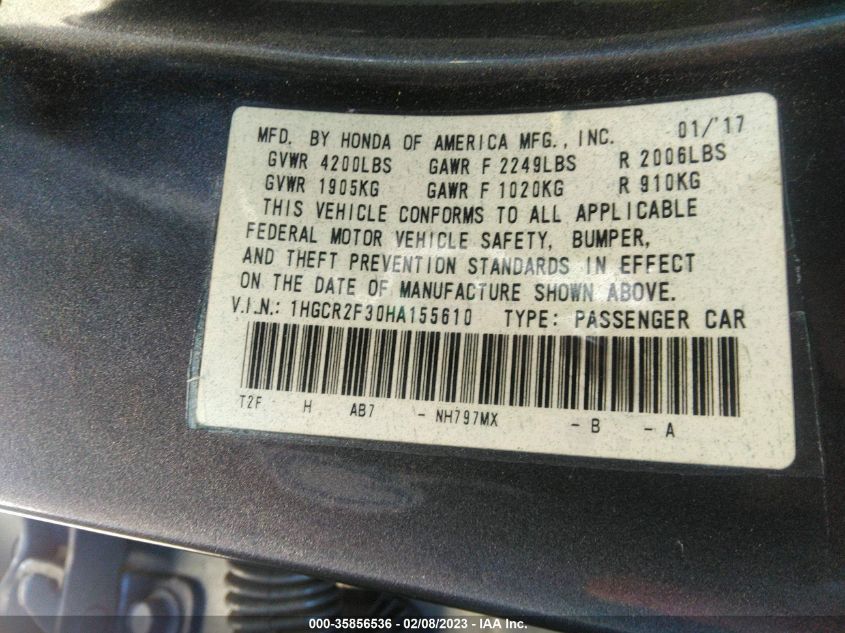 MFD. BY HONDA OF AMERICA MFG., INC. 01/'17
GVWR 4200LBS GAWR F 2249LBS R 2006LBS
GVWR 1905KG GAWR F 1020KG R 910KG
THIS VEHICLE CONFORMS TO ALL APPLICABLE
FEDERAL MOTOR VEHICLE SAFETY, BUMPER,
AND THEFT PREVENTION STANDARDS IN EFFECT
ON THE DATE OF MANUFACTURE SHOWN ABOVE.
V.I.N.: 1HGCR2F30HA155610 TYPE: PASSENGER CAR
T2F H AB7 - NH797MX - B - A
000-35856536 - 02/08/2023 - IAA Inc.